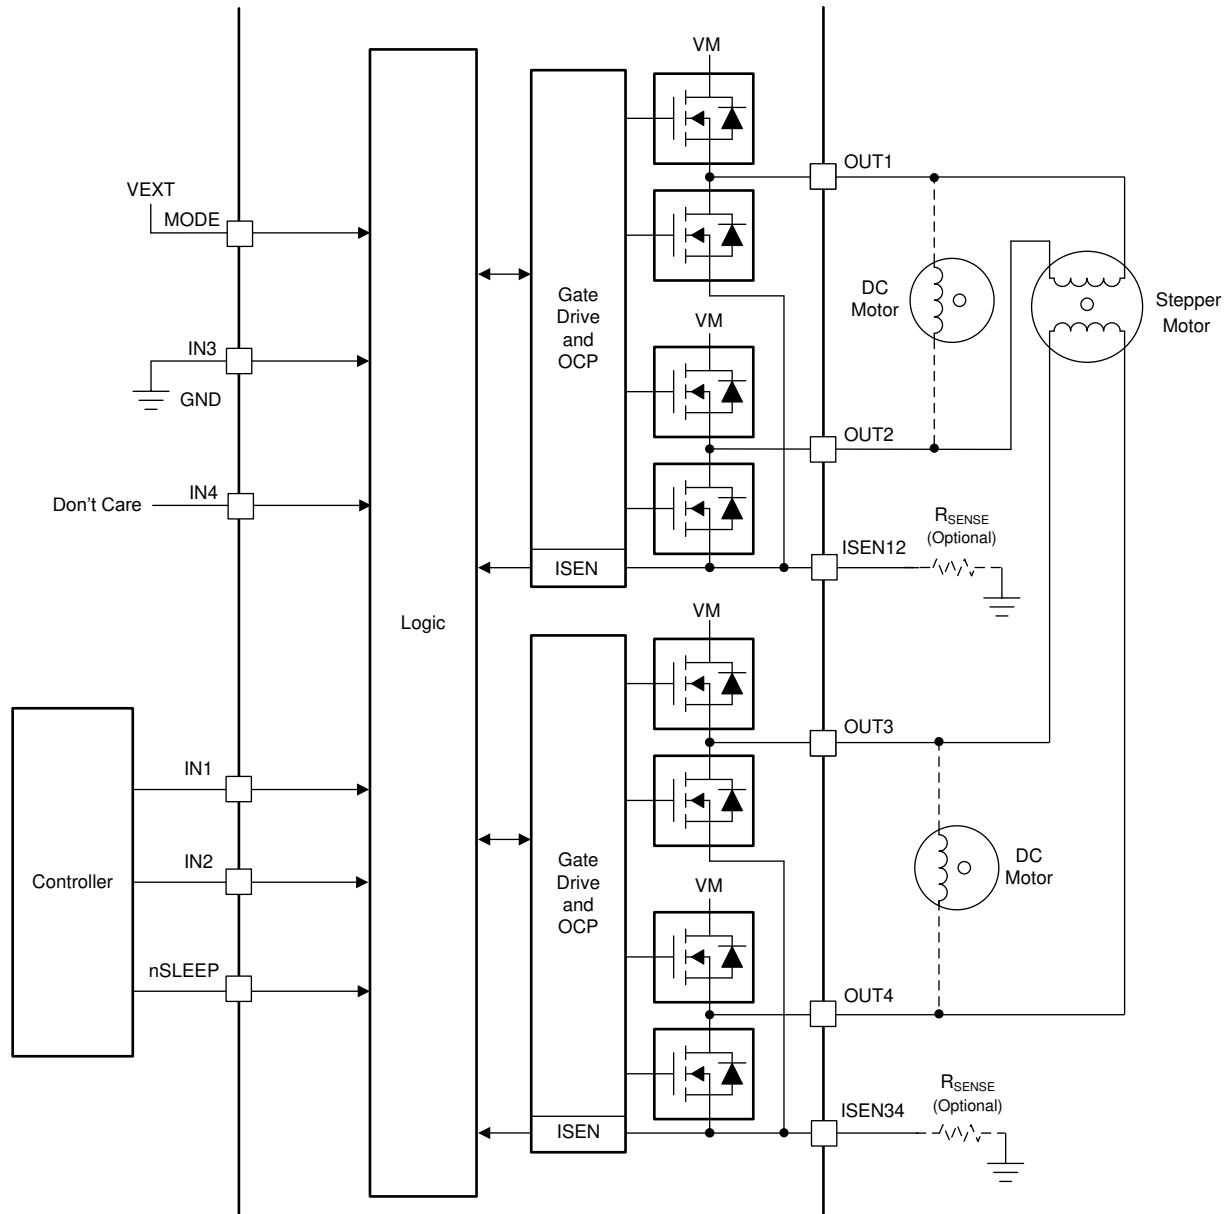 VM
OUT1
VEXT
MODE
DC
Motor
Stepper
Motor
Gate
Drive
and
OCP
VM
IN3
GND
OUT2
IN4
Don't Care
RSENSE
(Optional)
ISEN12
ISEN
VM
Logic
OUT3
IN1
IN2
Controller
Gate
Drive
and
OCP
DC
Motor
VM
nSLEEP
OUT4
RSENSE
(Optional)
ISEN34
ISEN